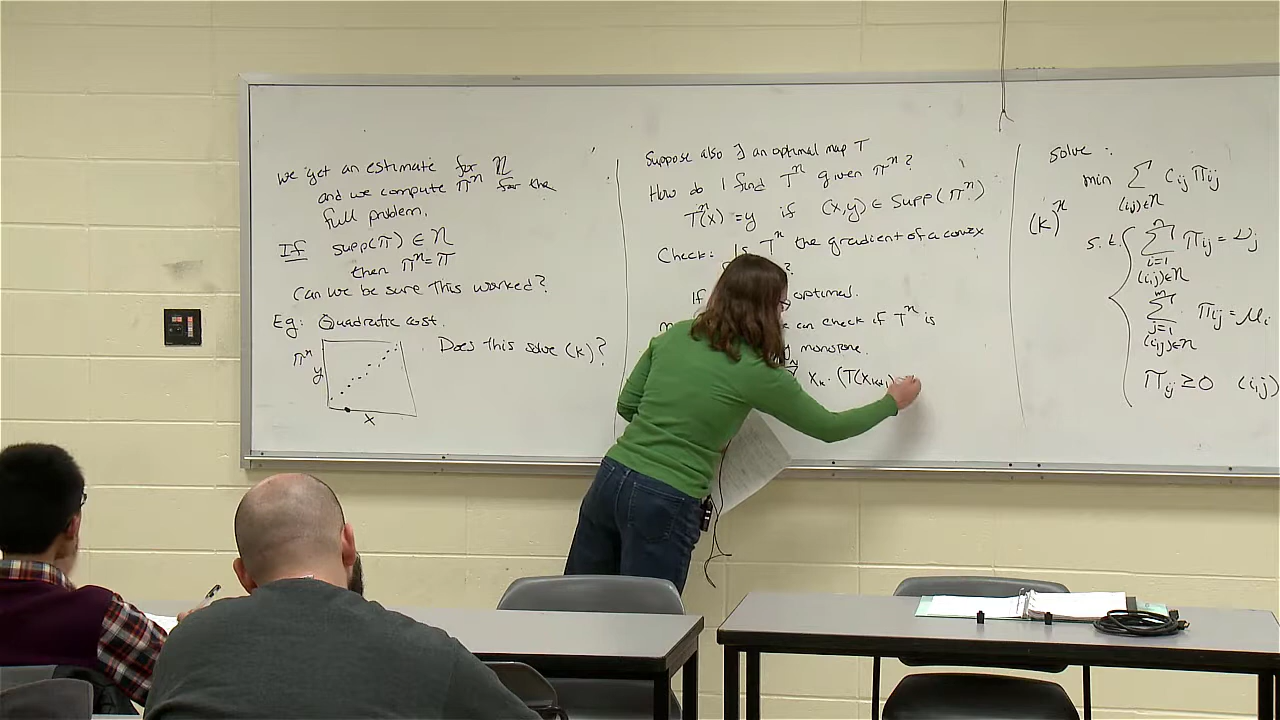 we get an estimate for N
and we compute π^n for the
full problem.
If supp(π) ∈ N
then π^n = π
Can we be sure this worked?
Eg: Quadratic cost.
π^n
y
x
Does this solve (k)?
Suppose also ∃ an optimal map T
How do I find T^n given π^n?
T^n(x) = y if (x,y) ∈ supp(π^n)
Check: Is T^n the gradient of a convex
?
If optimal.
can check if T^n is
monotone.
x_k · (T(x_k+1)
Solve :
min Σ C_ij π_ij
(i,j)∈N
(k)^n
s.t. { Σ π_ij = ν_j
i=1
(i,j)∈N
Σ π_ij = μ_i
j=1
(i,j)∈N
π_ij ≥ 0 (i,j)